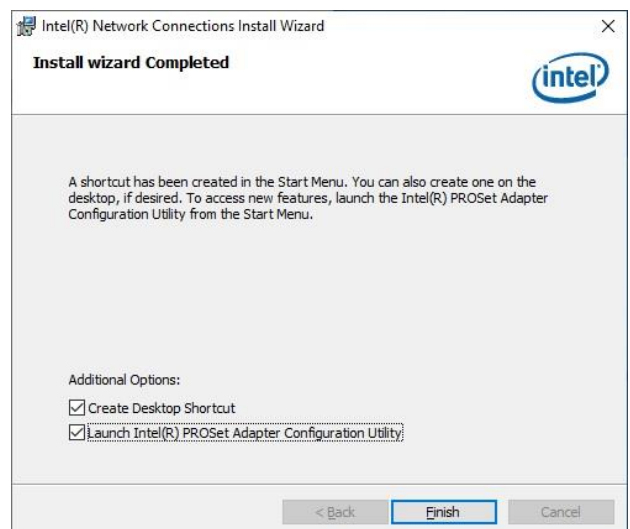 Intel(R) Network Connections Install Wizard
Install wizard Completed
intel
A shortcut has been created in the Start Menu. You can also create one on the
desktop, if desired. To access new features, launch the Intel(R) PROSet Adapter
Configuration Utility from the Start Menu.
Additional Options:
Create Desktop Shortcut
Launch Intel(R) PROSet Adapter Configuration Utility
< Back
Finish
Cancel